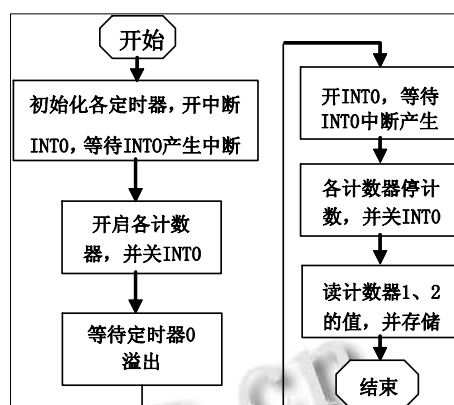 开始
初始化各定时器,开中断
INT0,等待INT0产生中断
开启各计数
器,并关INT0
等待定时器0
溢出
开INT0,等待
INT0中断产生
各计数器停计
数,并关INT0
读计数器1、2
的值,并存储
结束